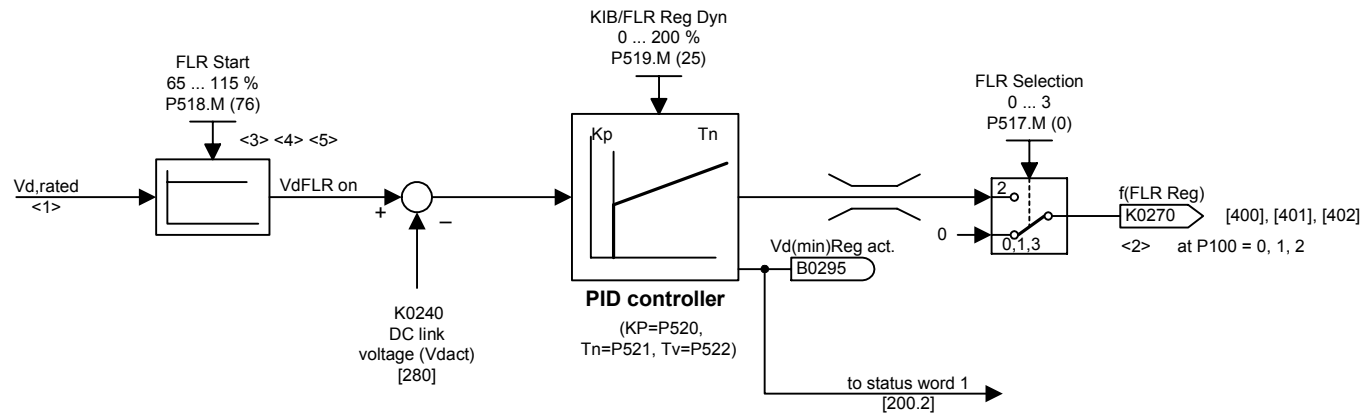 FLR Start
65 ... 115 %
P518.M (76)
<3> <4> <5>
Vd,rated
<1>
VdFLR on
+
–
K0240
DC link
voltage (Vdact)
[280]
KIB/FLR Reg Dyn
0 ... 200 %
P519.M (25)
Kp Tn
PID controller
(KP=P520,
Tn=P521, Tv=P522)
Vd(min)Reg act.
B0295
to status word 1
[200.2]
FLR Selection
0 ... 3
P517.M (0)
2
0
0,1,3
f(FLR Reg)
K0270
[400], [401], [402]
<2> at P100 = 0, 1, 2